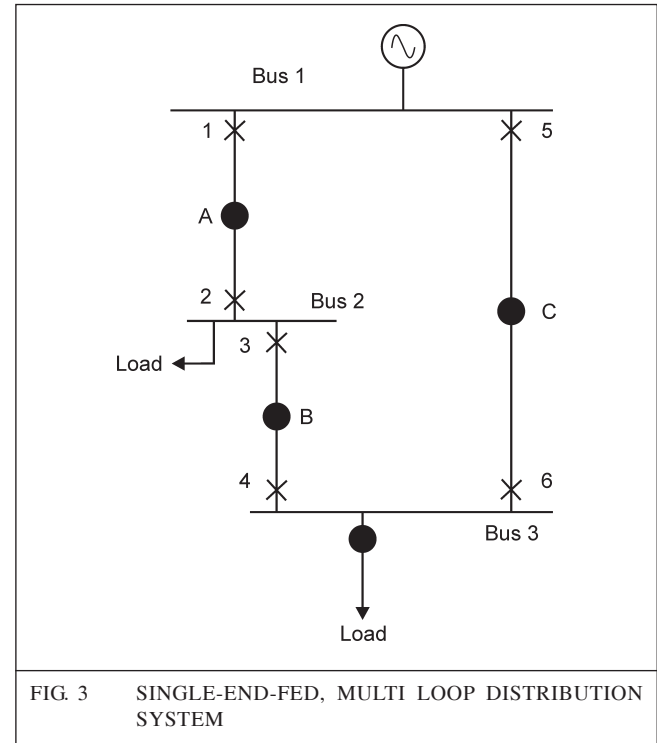 Bus 1
1
5
A
2
Bus 2
C
3
Load
B
4
6
Bus 3
Load
FIG. 3 SINGLE-END-FED, MULTI LOOP DISTRIBUTION
SYSTEM